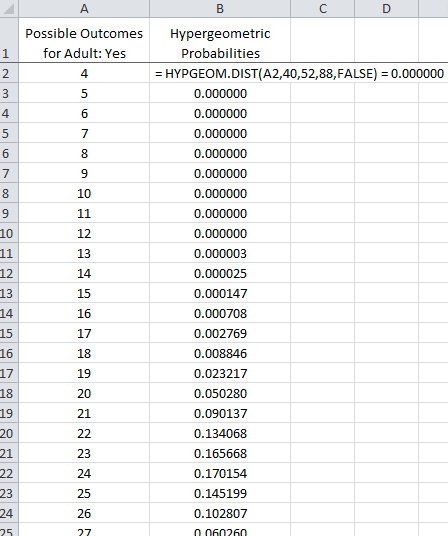 A B C D
1 Possible Outcomes for Adult: Yes Hypergeometric Probabilities
2 4 = HYPGEOM.DIST(A2,40,52,88,FALSE) = 0.000000
3 5 0.000000
4 6 0.000000
5 7 0.000000
6 8 0.000000
7 9 0.000000
8 10 0.000000
9 11 0.000000
10 12 0.000000
11 13 0.000003
12 14 0.000025
13 15 0.000147
14 16 0.000708
15 17 0.002769
16 18 0.008846
17 19 0.023217
18 20 0.050280
19 21 0.090137
20 22 0.134068
21 23 0.165668
22 24 0.170154
23 25 0.145199
24 26 0.102807
25 27 0.060260